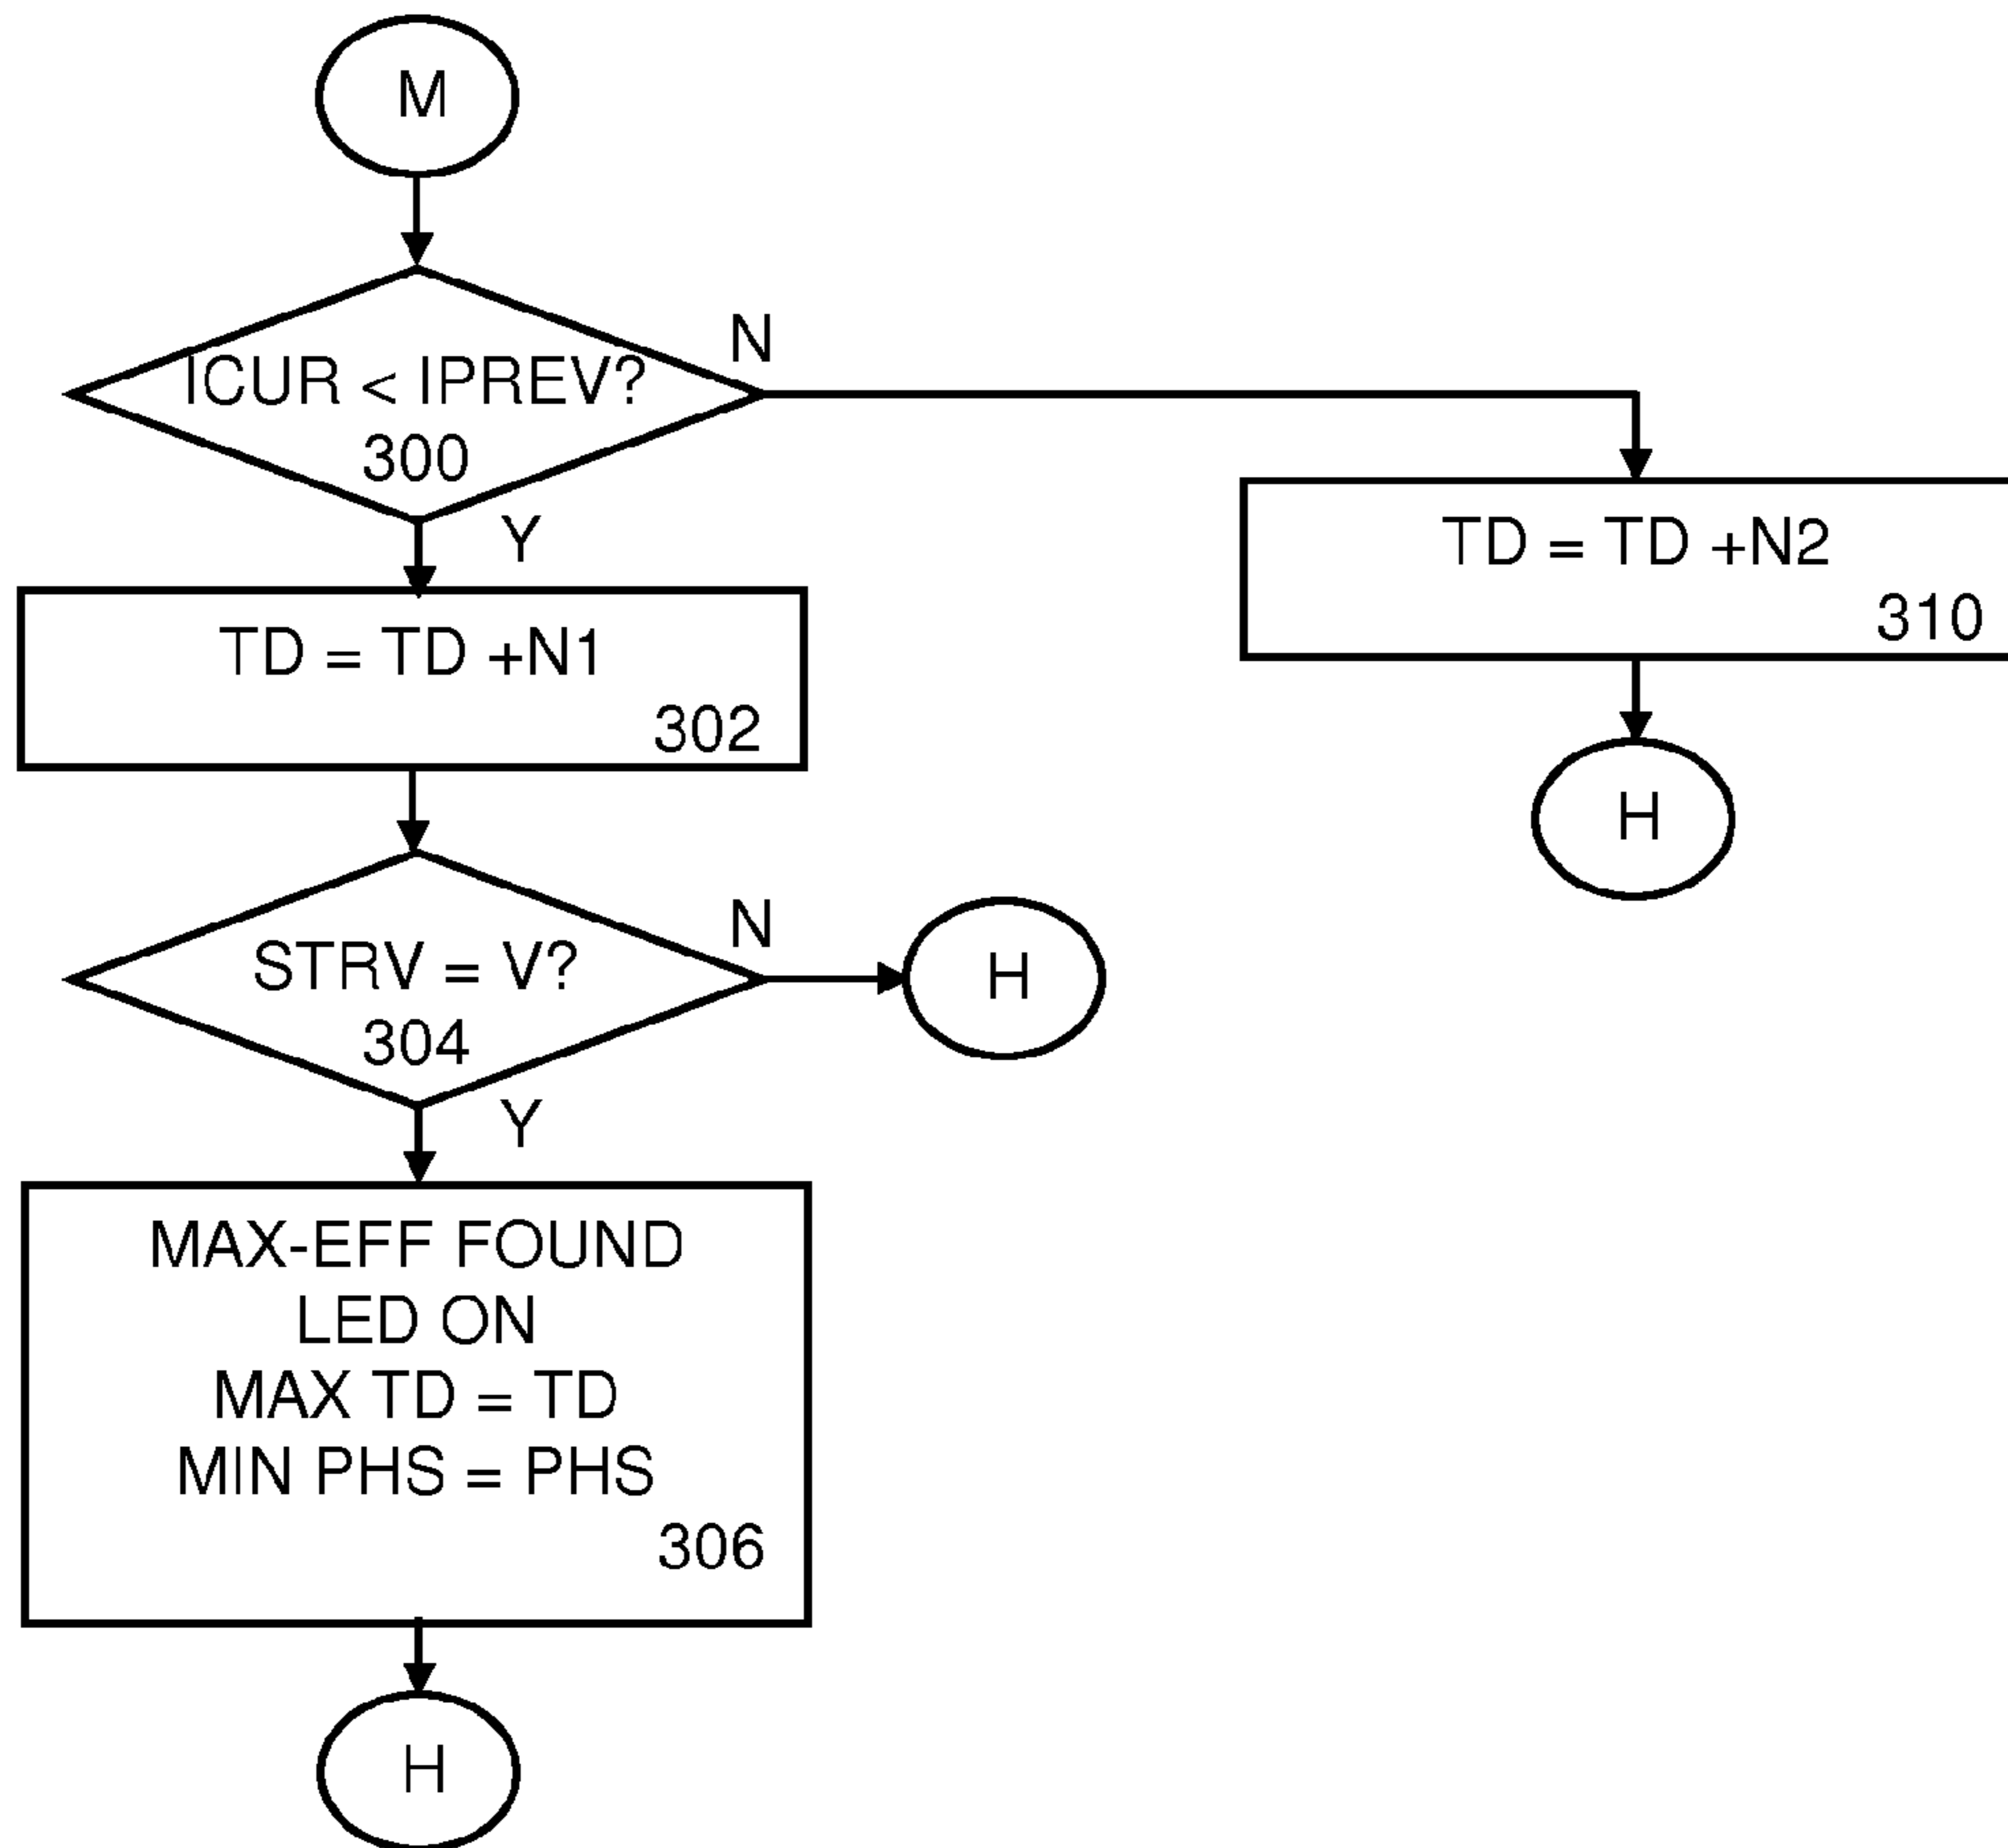 M
ICUR < IPREV?
300
N
Y
TD = TD +N2
310
H
TD = TD +N1
302
STRV = V?
304
N
H
Y
MAX-EFF FOUND
LED ON
MAX TD = TD
MIN PHS = PHS
306
H